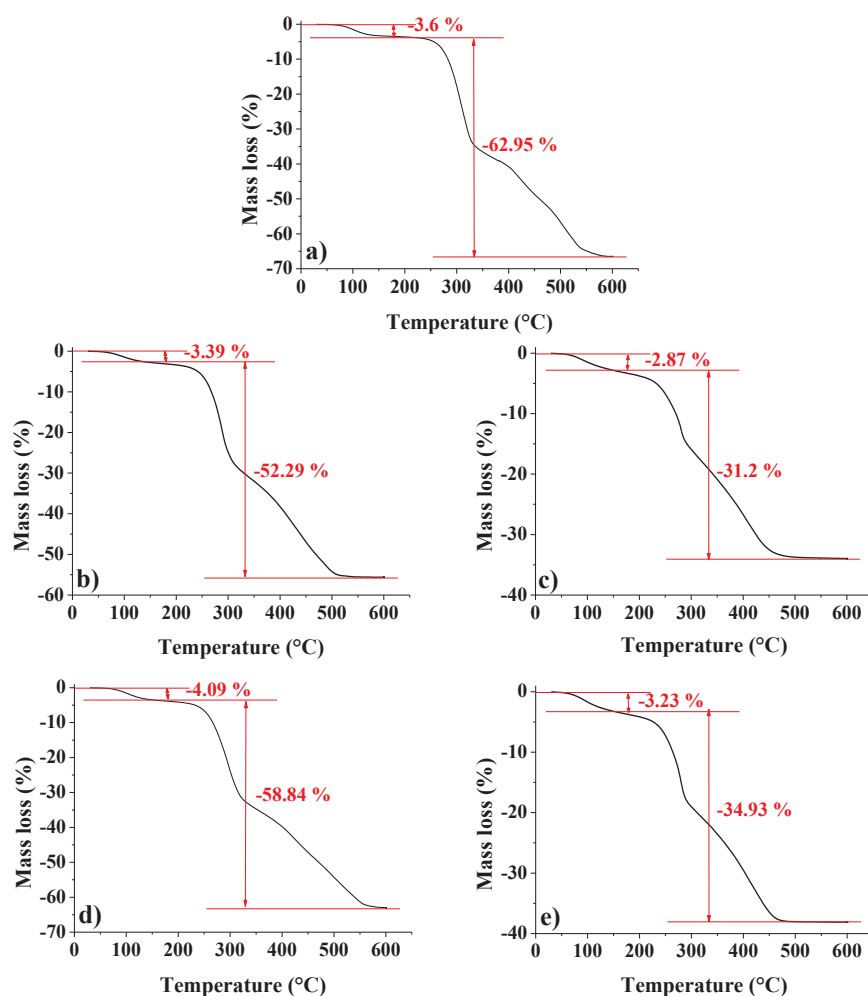 0
-10
-20
-30
-40
-50
-60
-70
Mass loss (%)
-3.6 %
-62.95 %
a)
0 100 200 300 400 500 600
Temperature (°C)
0
-10
-20
-30
-40
-50
-60
Mass loss (%)
-3.39 %
-52.29 %
b)
0 100 200 300 400 500 600
Temperature (°C)
0
-10
-20
-30
-40
Mass loss (%)
-2.87 %
-31.2 %
c)
0 100 200 300 400 500 600
Temperature (°C)
0
-10
-20
-30
-40
-50
-60
-70
Mass loss (%)
-4.09 %
-58.84 %
d)
0 100 200 300 400 500 600
Temperature (°C)
0
-10
-20
-30
-40
Mass loss (%)
-3.23 %
-34.93 %
e)
0 100 200 300 400 500 600
Temperature (°C)